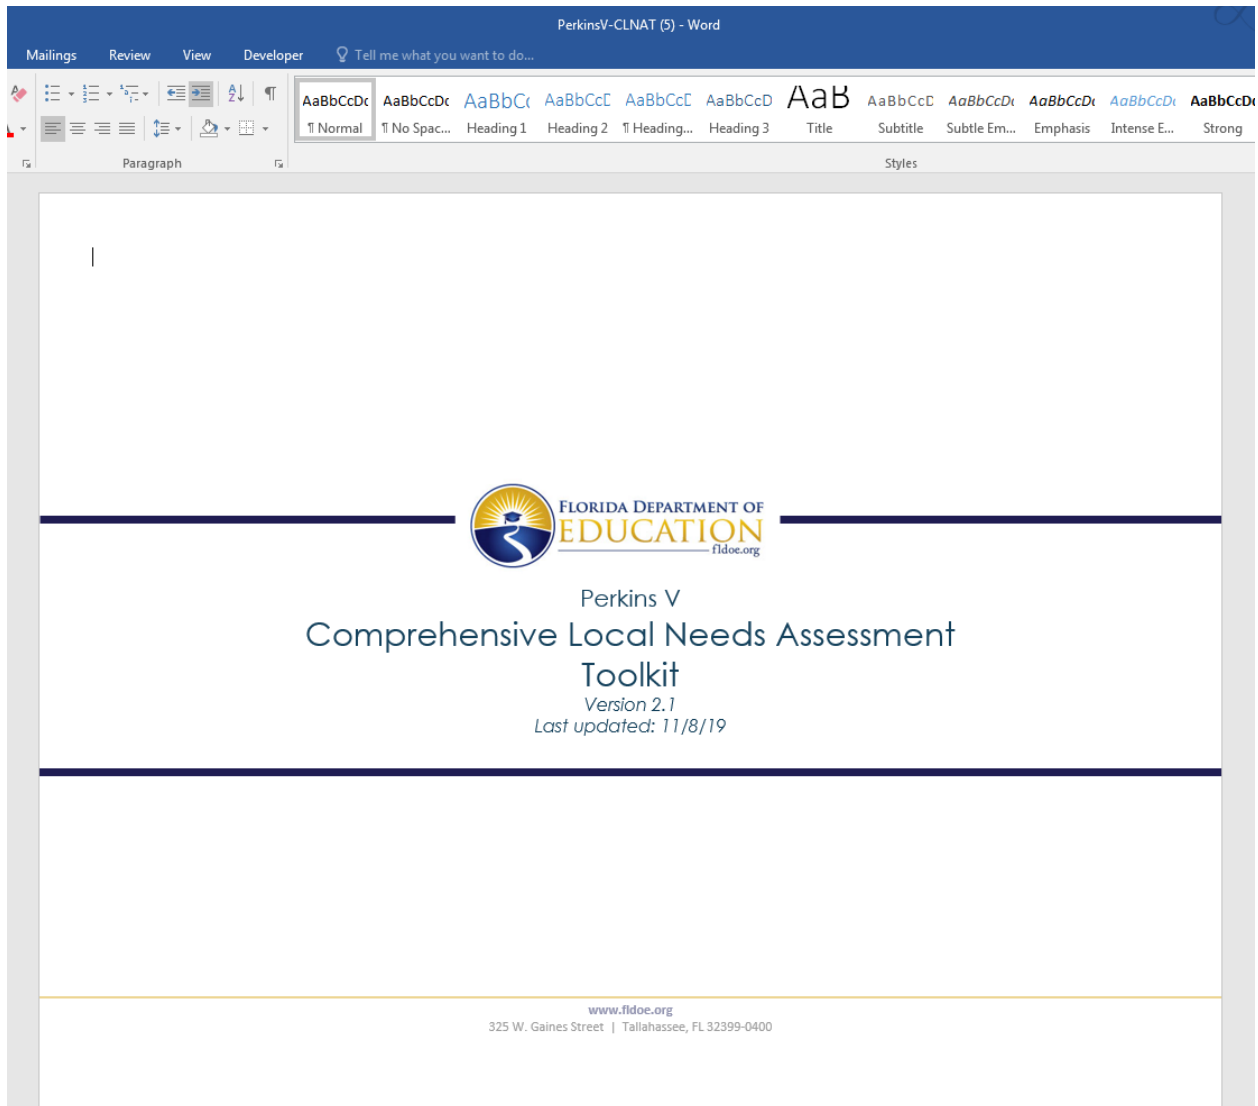 PerkinsV-CLNAT (5) - Word
Mailings Review View Developer Tell me what you want to do...
AaBbCcDc AaBbCcDc AaBbCc AaBbCcD AaBbCcD AaBbCcD AaB AaBbCcD AaBbCcDc AaBbCcDc AaBbCcDc AaBbCcDc
¶ Normal ¶ No Spac... Heading 1 Heading 2 ¶ Heading... Heading 3 Title Subtitle Subtle Em... Emphasis Intense E... Strong
Paragraph Styles
FLORIDA DEPARTMENT OF
EDUCATION
fldoe.org
Perkins V
Comprehensive Local Needs Assessment
Toolkit
Version 2.1
Last updated: 11/8/19
www.fldoe.org
325 W. Gaines Street | Tallahassee, FL 32399-0400